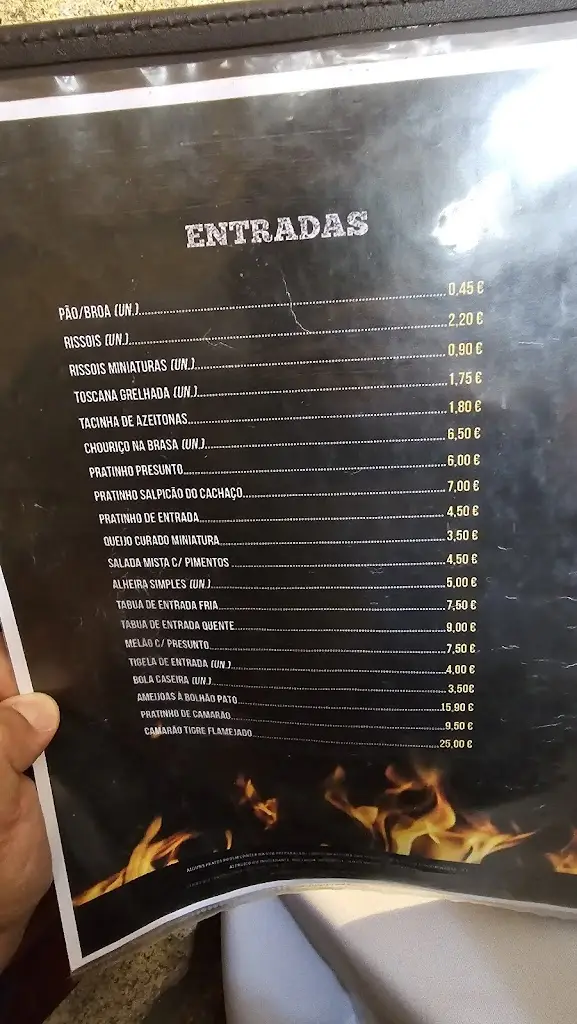 ENTRADAS
PÃO/BROA (UN.) 0,45 €
RISSOIS (UN.) 2,20 €
RISSOIS MINIATURAS (UN.) 0,90 €
TOSCANA GRELHADA (UN.) 1,75 €
TACINHA DE AZEITONAS 1,80 €
CHOURIÇO NA BRASA (UN.) 6,50 €
PRATINHO PRESUNTO 6,00 €
PRATINHO SALPICÃO DO CACHAÇO 7,00 €
PRATINHO DE ENTRADA 4,50 €
QUEIJO CURADO MINIATURA 3,50 €
SALADA MISTA C/ PIMENTOS 4,50 €
ALHEIRA SIMPLES (UN.) 5,00 €
TABUA DE ENTRADA FRIA 7,50 €
TABUA DE ENTRADA QUENTE 9,00 €
MELÃO C/ PRESUNTO 7,50 €
TIGELA DE ENTRADA (UN.) 4,00 €
BOLA CASEIRA (UN.) 3,50€
AMEIJOAS À BOLHÃO PATO 15,90 €
PRATINHO DE CAMARÃO 9,50 €
CAMARÃO TIGRE FLAMEJADO 25,00 €